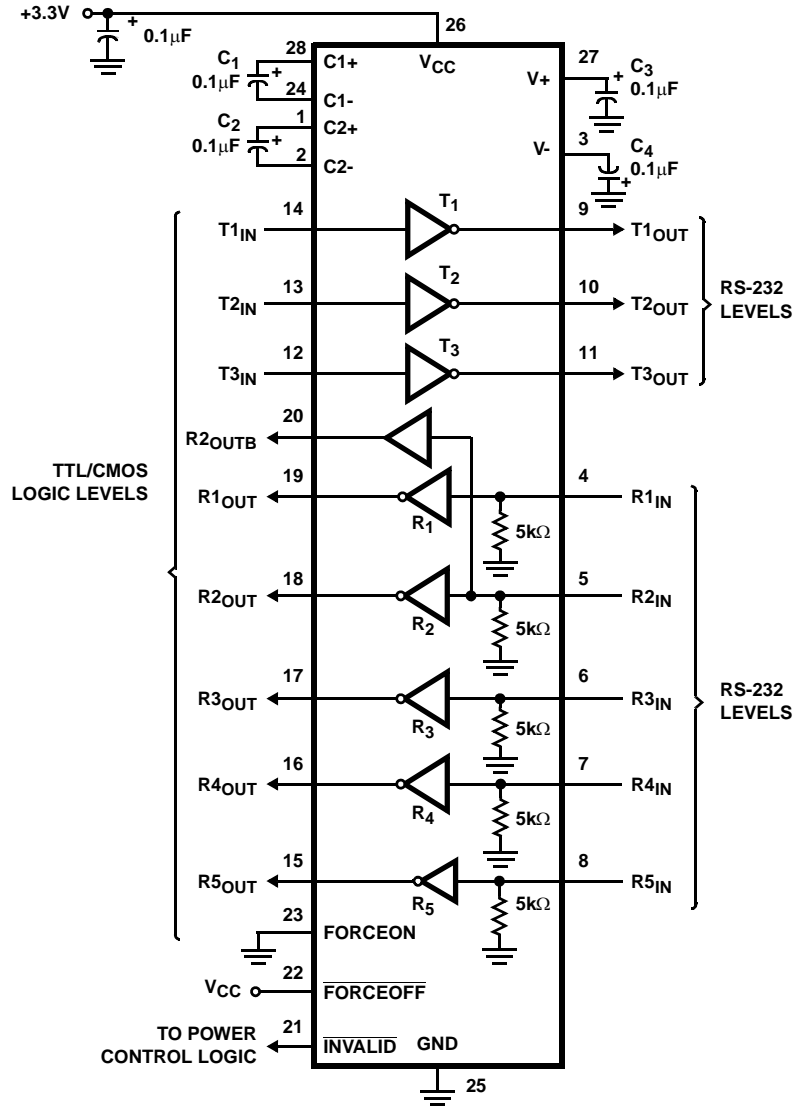 +3.3V
+
0.1μF
26
C1
0.1μF
+
28
C1+
VCC
27
V+
+
C3
0.1μF
24
C1-
C2
0.1μF
+
1
C2+
2
C2-
3
V-
C4
0.1μF
+
T1IN
14
T1
9
T1OUT
T2IN
13
T2
10
T2OUT
RS-232
LEVELS
T3IN
12
T3
11
T3OUT
R2OUTB
20
TTL/CMOS
LOGIC LEVELS
R1OUT
19
R1
5kΩ
4
R1IN
R2OUT
18
R2
5kΩ
5
R2IN
R3OUT
17
R3
5kΩ
6
R3IN
RS-232
LEVELS
R4OUT
16
R4
5kΩ
7
R4IN
R5OUT
15
R5
5kΩ
8
R5IN
23
FORCEON
VCC
22
FORCEOFF
TO POWER
CONTROL LOGIC
21
INVALID
GND
25